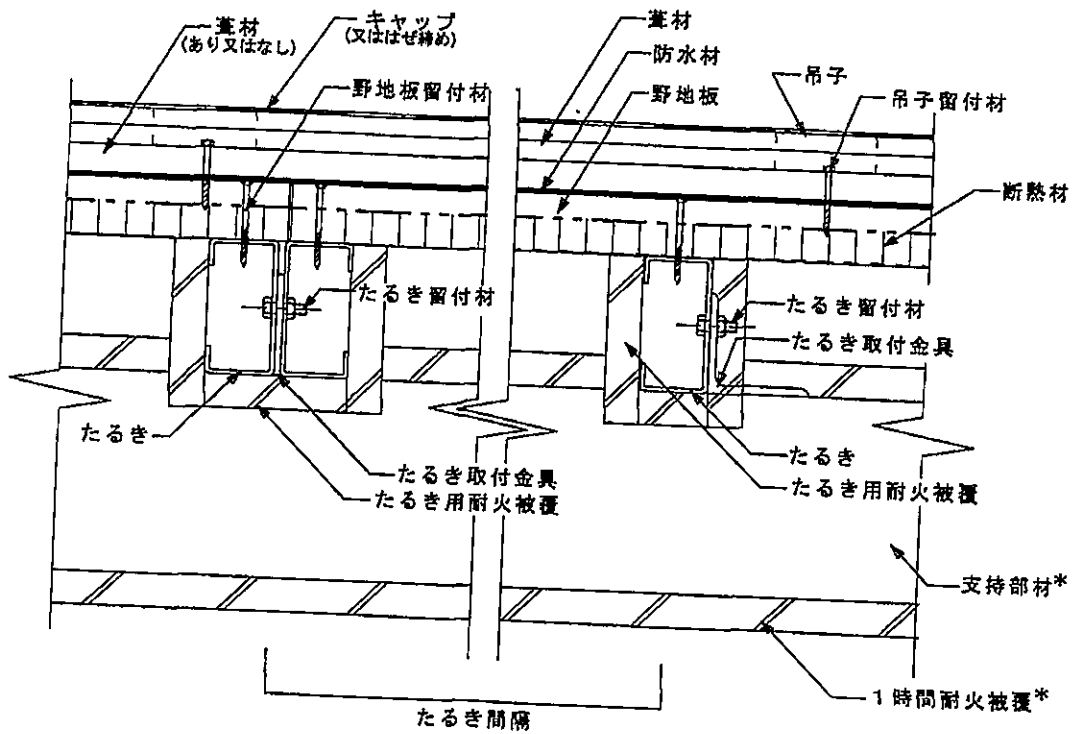 葺材
(あり又はなし)
キャップ
(又ははぜ締め)
葺材
防水材
野地板留付材
野地板
吊子
吊子留付材
断熱材
たるき留付材
たるき留付材
たるき取付金具
たるき
たるき
たるき取付金具
たるき用耐火被覆
たるき用耐火被覆
支持部材*
1時間耐火被覆*
たるき間隔